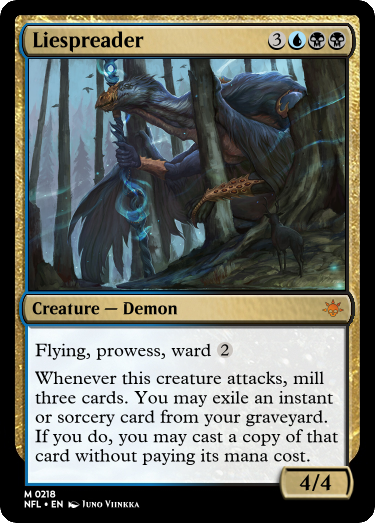 Liespreader 3
Creature — Demon
Flying, prowess, ward 2
Whenever this creature attacks, mill
three cards. You may exile an instant
or sorcery card from your graveyard.
If you do, you may cast a copy of that
card without paying its mana cost.
4/4
M 0218
NFL • EN Juno Viinkka